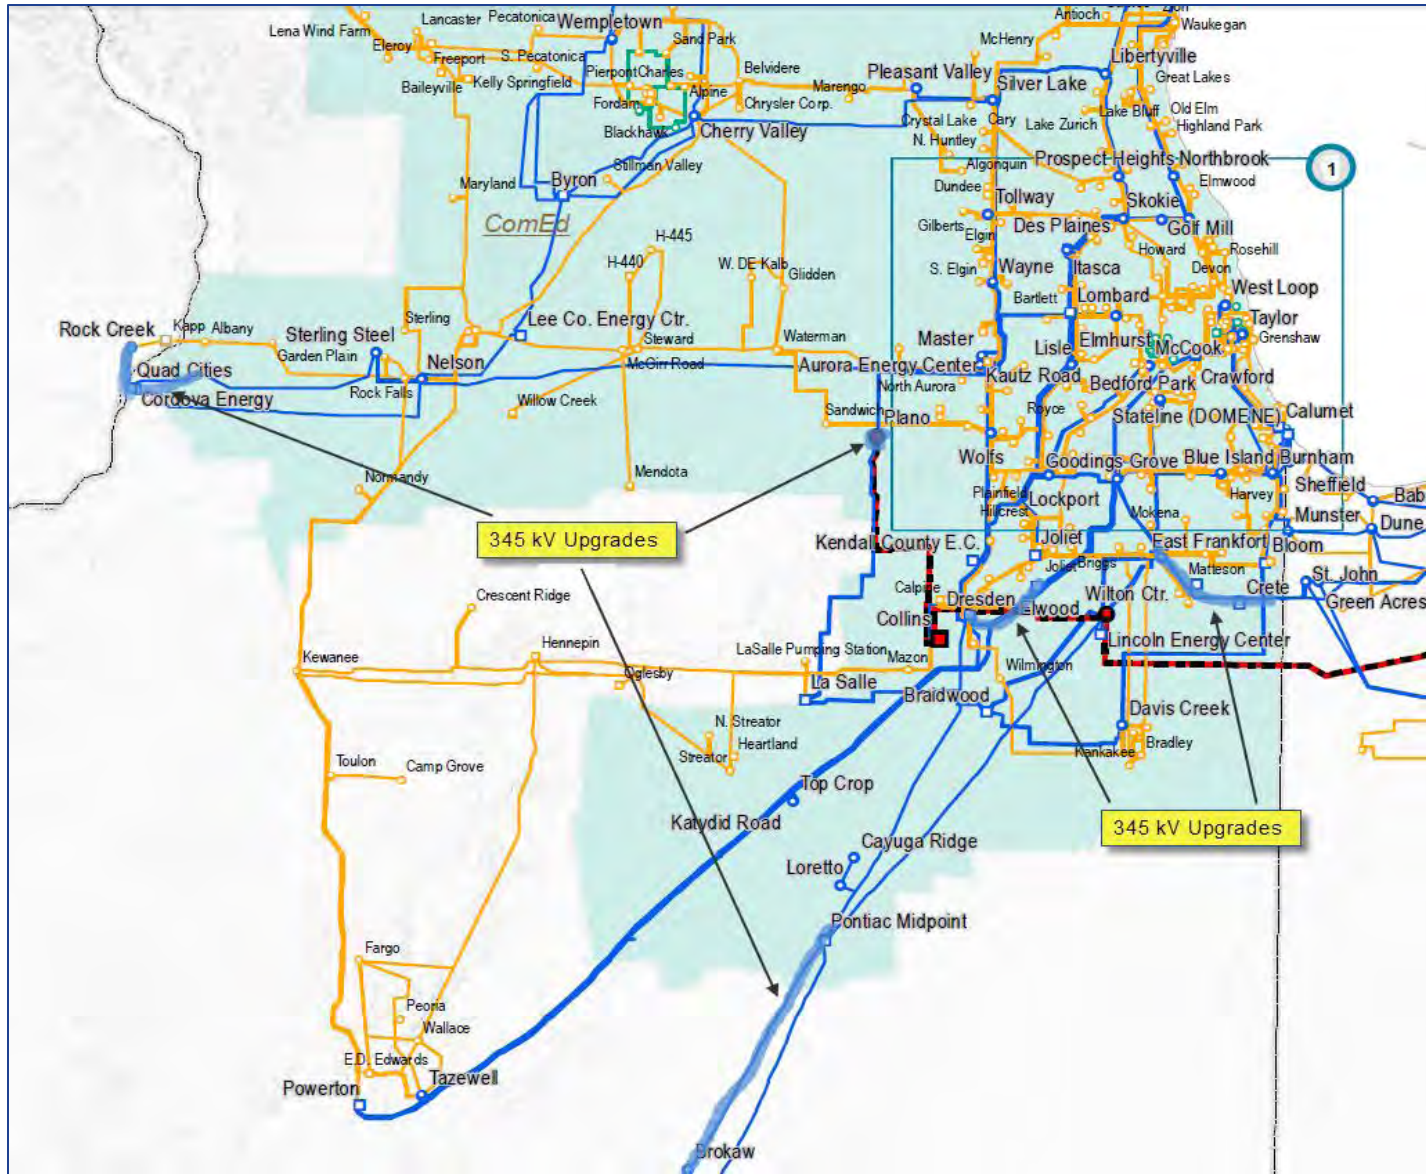 Lancaster
Pecatonica
Wempletown
Antioch
Waukegan
Lena Wind Farm
Eleroy
Freeport
S. Pecatonica
Sand Park
McHenry
Libertyville
Baileyville
Kelly Springfield
Pierpont
Charles
Belvidere
Marengo
Pleasant Valley
Silver Lake
Great Lakes
Fordam
Alpine
Chrysler Corp.
Blackhawk
Cherry Valley
Crystal Lake
Cary
Lake Zurich
Lake Bluff
Old Elm
Highland Park
N. Huntley
Stillman Valley
Algonquin
Prospect Heights
Northbrook
1
Maryland
Byron
Dundee
Tollway
Skokie
Elmwood
ComEd
Gilberts
Elgin
Des Plaines
Golf Mill
H-445
H-440
W. DE Kalb
Glidden
S. Elgin
Wayne
Itasca
Howard
Devon
Rosehill
Bartlett
Lombard
West Loop
Rock Creek
Kapp
Albany
Sterling Steel
Sterling
Lee Co. Energy Ctr.
Steward
Waterman
Master
Lisle
Elmhurst
McCook
Taylor
Grenshaw
Quad Cities
Garden Plain
Nelson
McGirr Road
Aurora Energy Center
Kautz Road
Bedford Park
Crawford
Cordova Energy
Rock Falls
Willow Creek
North Aurora
Sandwich
Plano
Royce
Stateline (DOMENE)
Calumet
Normandy
Mendota
Wolfs
Goodings Grove
Blue Island
Burnham
Plainfield
Hillcrest
Lockport
Harvey
Sheffield
Bab
345 kV Upgrades
Kendall County E.C.
Joliet
Mokena
Munster
Dune
East Frankfort
Bloom
Joliet
Briggs
Matteson
St. John
Crescent Ridge
Calpine
Dresden
Elwood
Wilton Ctr.
Crete
Green Acres
Collins
Hennepin
LaSalle Pumping Station
Mazon
Lincoln Energy Center
Kewanee
Oglesby
La Salle
Wilmington
Braidwood
N. Streator
Heartland
Streator
Davis Creek
Kankakee
Bradley
Toulon
Camp Grove
Top Crop
Katydid Road
345 kV Upgrades
Cayuga Ridge
Loretto
Pontiac Midpoint
Fargo
Peoria
Wallace
E.D. Edwards
Powerton
Tazewell
Brokaw